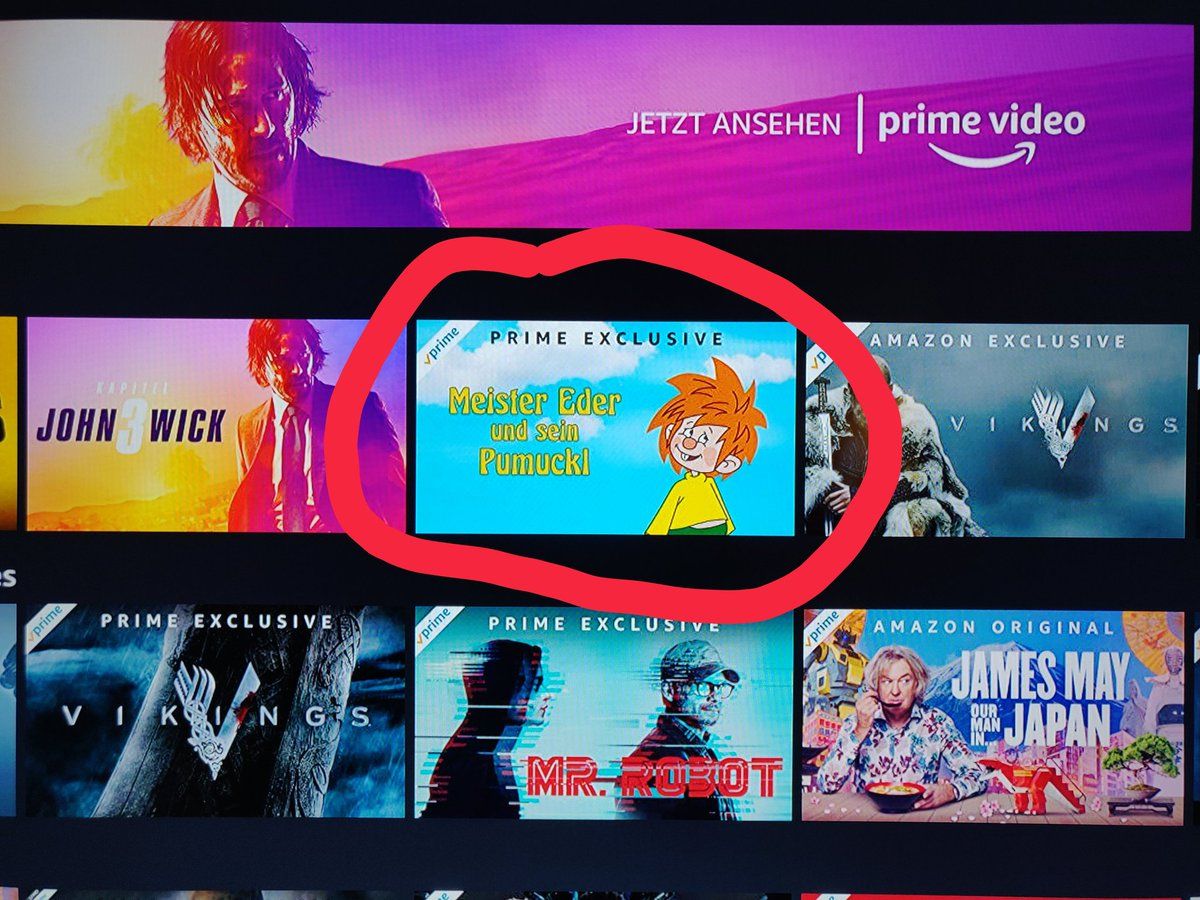 JETZT ANSEHEN | prime video
prime
PRIME EXCLUSIVE
Meister Eder
und sein
Pumuckl
KAPITEL
JOHN 3 WICK
AMAZON EXCLUSIVE
VIKINGS
es
prime
PRIME EXCLUSIVE
VIKINGS
prime
PRIME EXCLUSIVE
MR. ROBOT
prime
AMAZON ORIGINAL
JAMES MAY
OUR
MAN
IN...
JAPAN